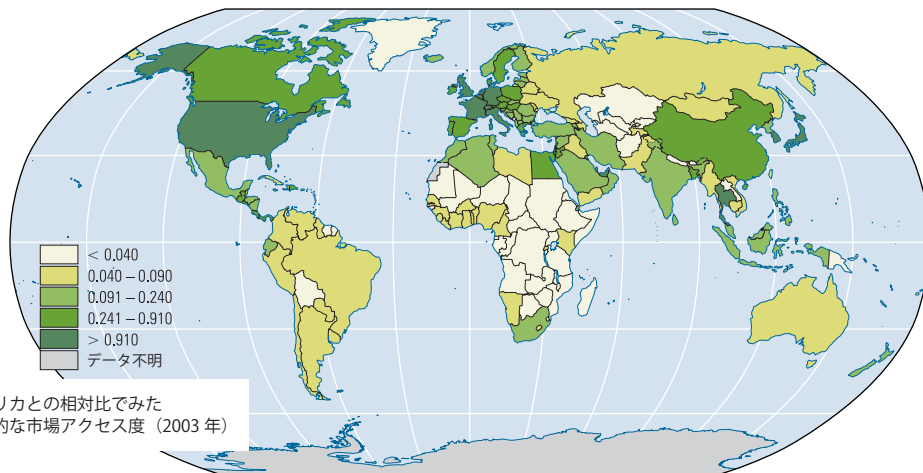 < 0.040
0.040 – 0.090
0.091 – 0.240
0.241 – 0.910
> 0.910
データ不明
リカとの相対比でみた
的な市場アクセス度（2003 年）